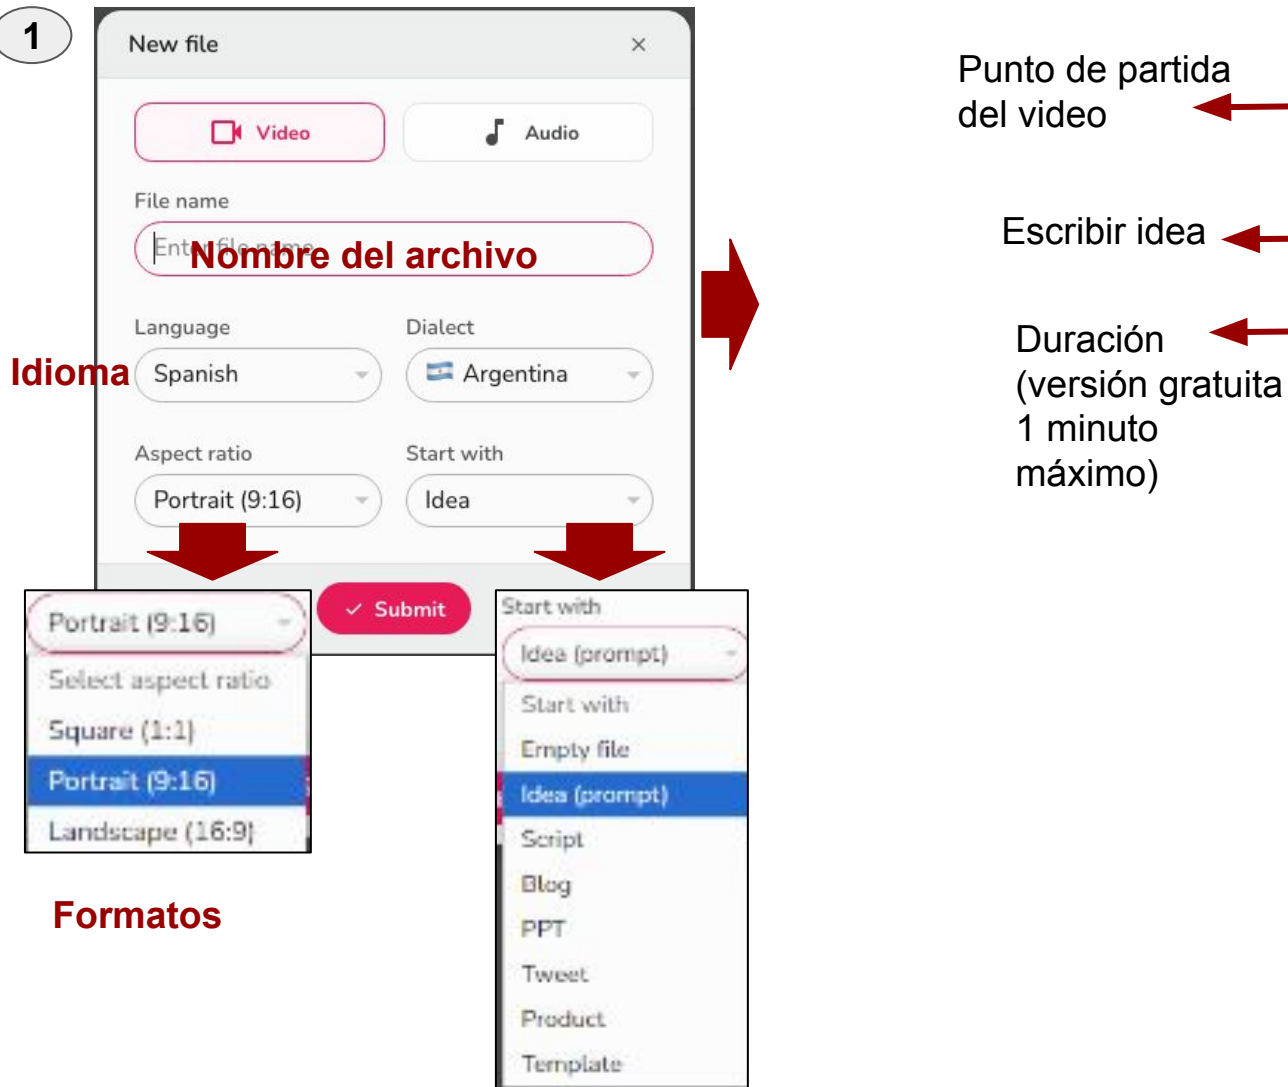 1
New file
Video
Audio
File name
Enter file name
Nombre del archivo
Language
Dialect
Idioma
Spanish
Argentina
Aspect ratio
Start with
Portrait (9:16)
Idea
Submit
Portrait (9:16)
Select aspect ratio
Square (1:1)
Portrait (9:16)
Landscape (16:9)
Formatos
Start with
Idea (prompt)
Start with
Empty file
Idea (prompt)
Script
Blog
PPT
Tweet
Product
Template
Punto de partida
del video
Escribir idea
Duración
(versión gratuita
1 minuto
máximo)